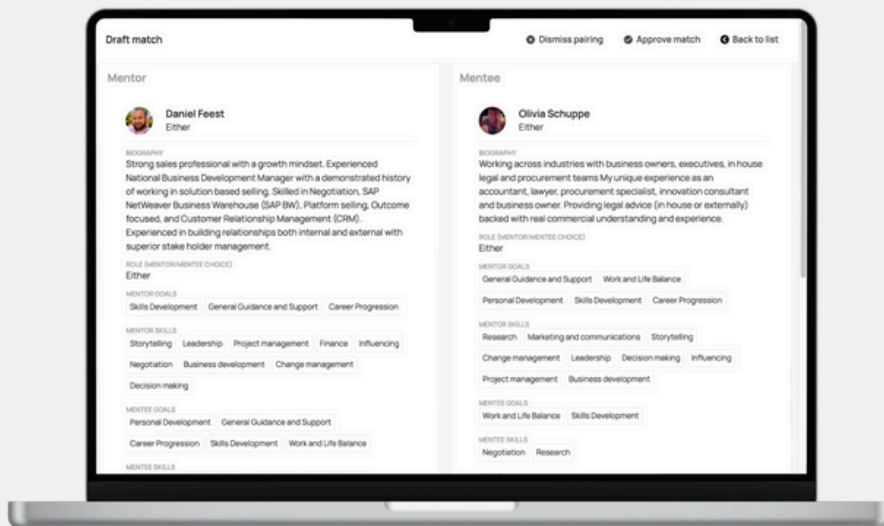 Draft match
Dismiss pairing
Approve match
Back to list
Mentor
Daniel Feest
Either
BIOGRAPHY
Strong sales professional with a growth mindset. Experienced
National Business Development Manager with a demonstrated history
of working in solution based selling. Skilled in Negotiation, SAP
NetWeaver Business Warehouse (SAP BW), Platform selling, Outcome
focused, and Customer Relationship Management (CRM).
Experienced in building relationships both internal and external with
superior stake holder management.
ROLE (MENTOR/MENTEE CHOICE)
Either
MENTOR GOALS
Skills Development General Guidance and Support Career Progression
MENTOR SKILLS
Storytelling Leadership Project management Finance Influencing
Negotiation Business development Change management
Decision making
MENTEE GOALS
Personal Development General Guidance and Support
Career Progression Skills Development Work and Life Balance
MENTEE SKILLS
Mentee
Olivia Schuppe
Either
BIOGRAPHY
Working across industries with business owners, executives, in house
legal and procurement teams My unique experience as an
accountant, lawyer, procurement specialist, innovation consultant
and business owner. Providing legal advice (in house or externally)
backed with real commercial understanding and experience.
ROLE (MENTOR/MENTEE CHOICE)
Either
MENTOR GOALS
General Guidance and Support Work and Life Balance
Personal Development Skills Development Career Progression
MENTOR SKILLS
Research Marketing and communications Storytelling
Change management Leadership Decision making Influencing
Project management Business development
MENTEE GOALS
Work and Life Balance Skills Development
MENTEE SKILLS
Negotiation Research